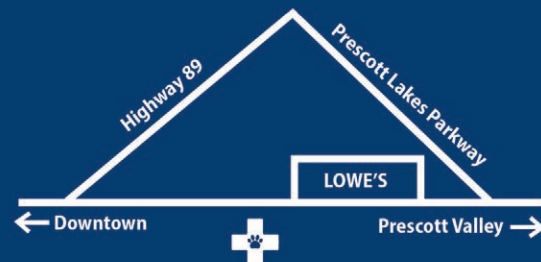 Highway 89
Prescott Lakes Parkway
LOWE'S
Downtown
Prescott Valley